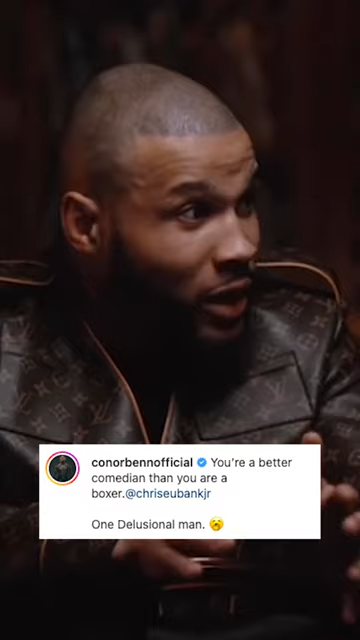 conorbennofficial You're a better
comedian than you are a
boxer.@chriseubankjr
One Delusional man. 🥱